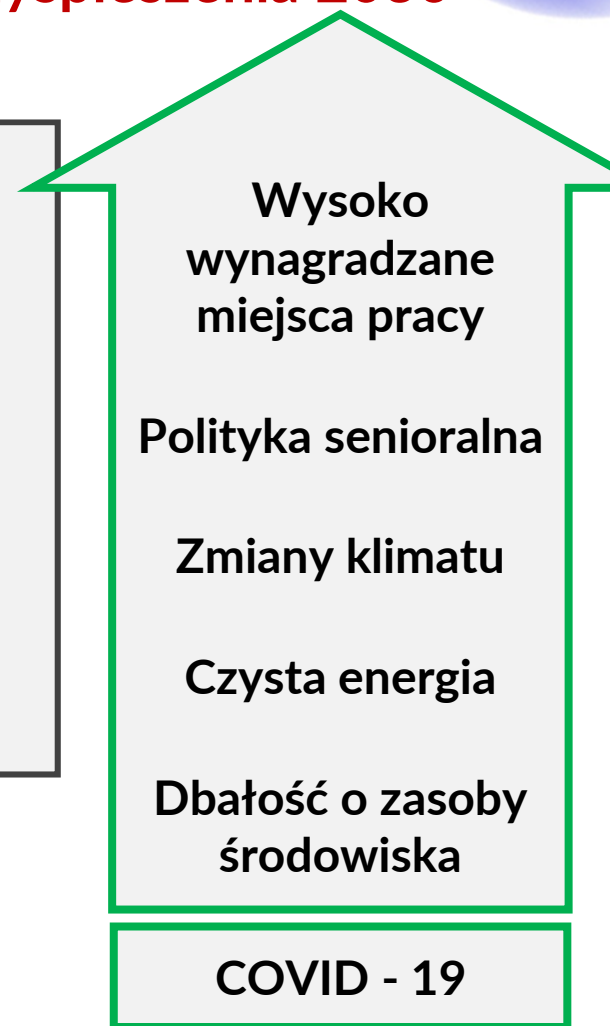 Wysoko
wynagradzane
miejsca pracy
Polityka senioralna
Zmiany klimatu
Czysta energia
Dbałość o zasoby
środowiska
COVID - 19